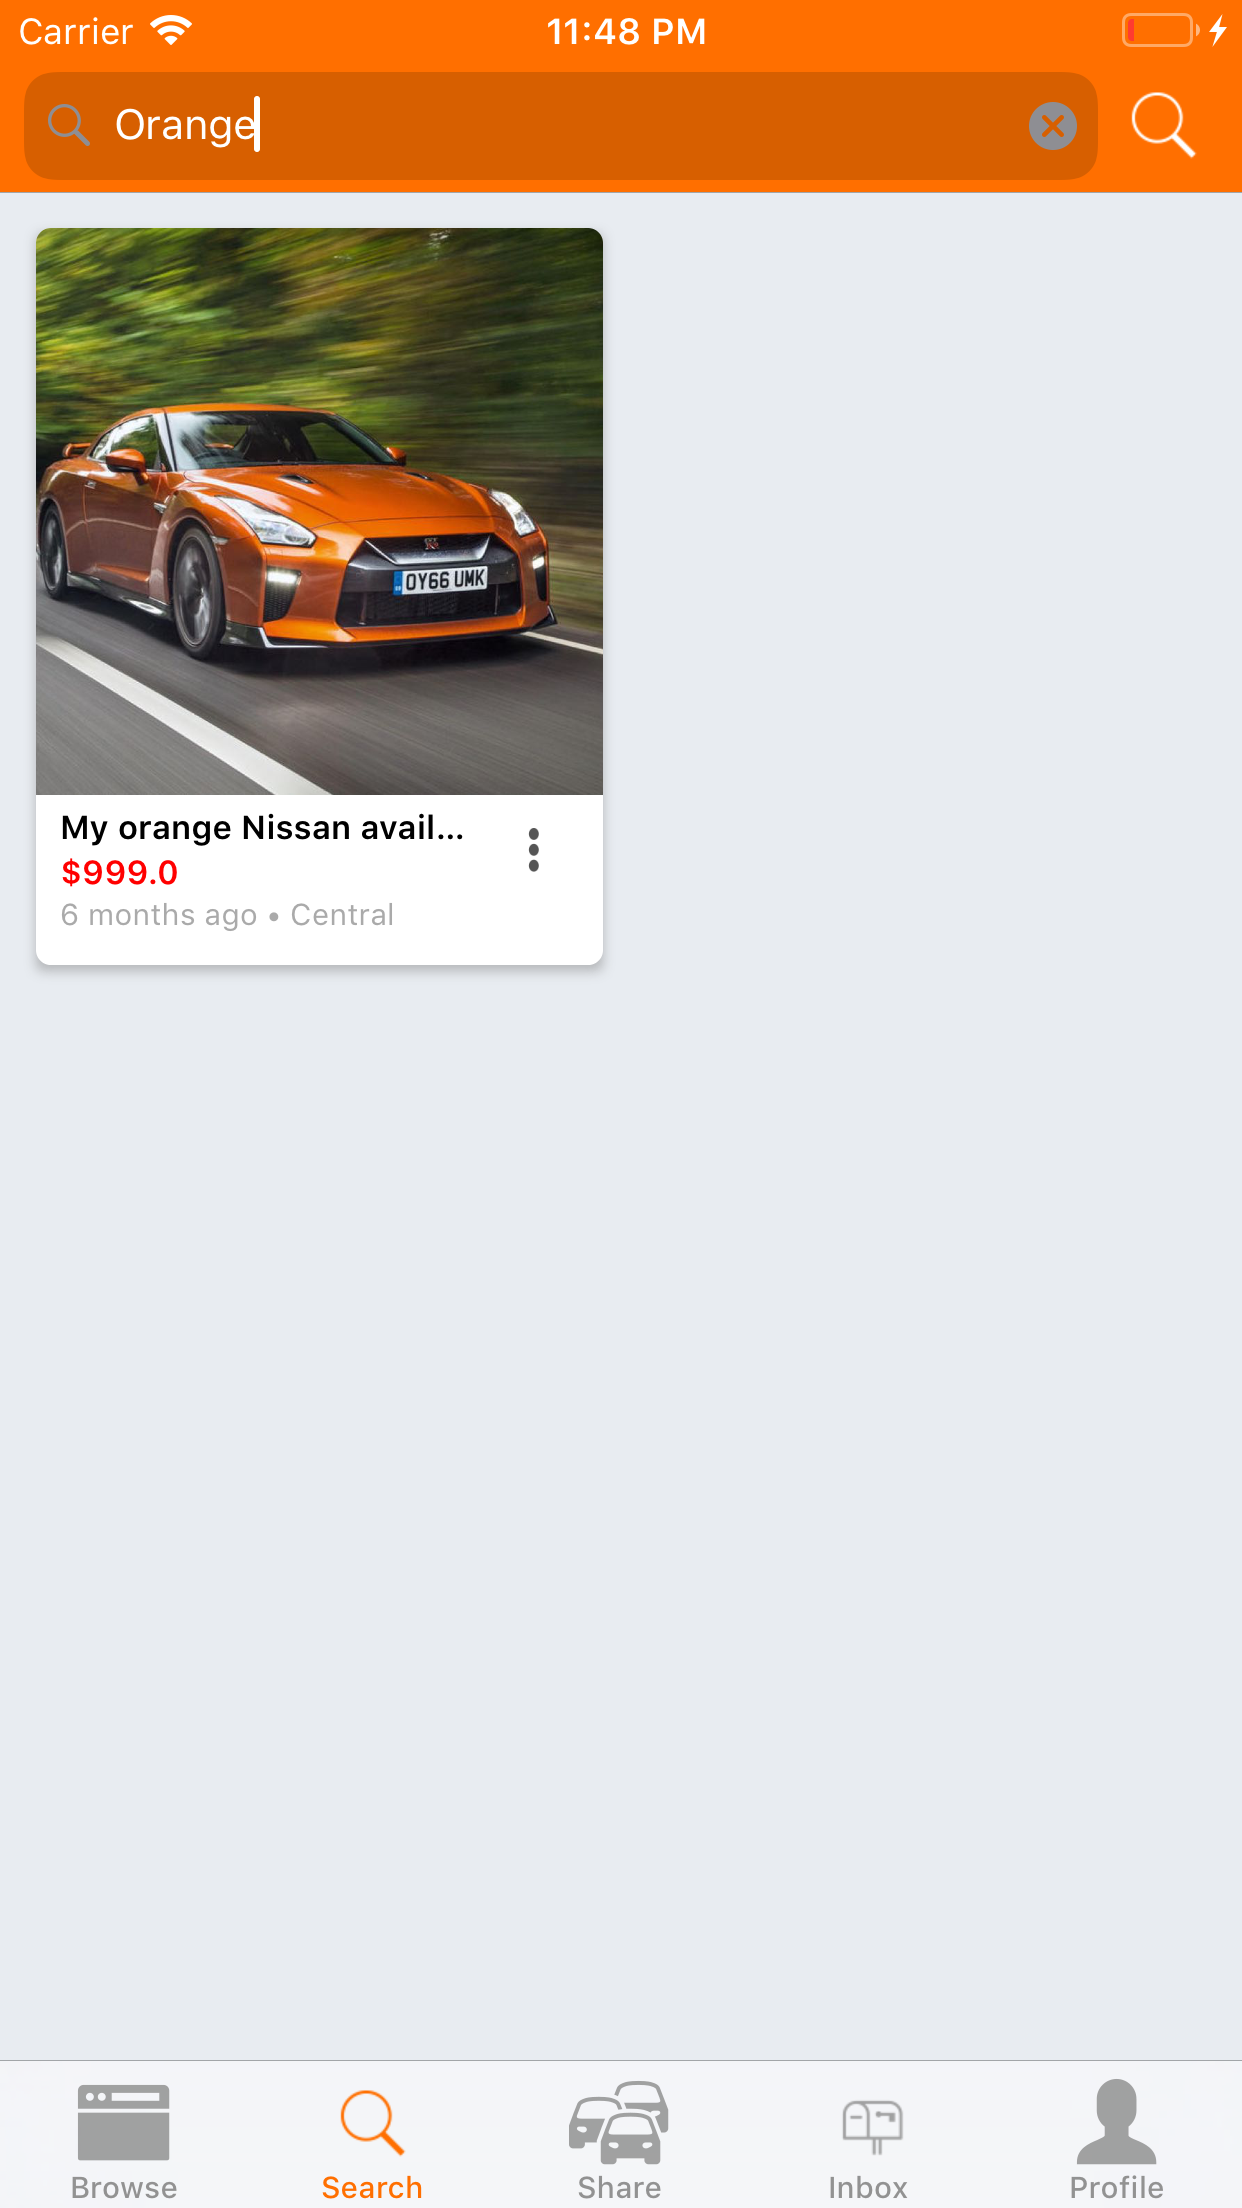 Carrier 11:48 PM
Orange
OY66 UMK
My orange Nissan avail...
$999.0
6 months ago • Central
Browse Search Share Inbox Profile